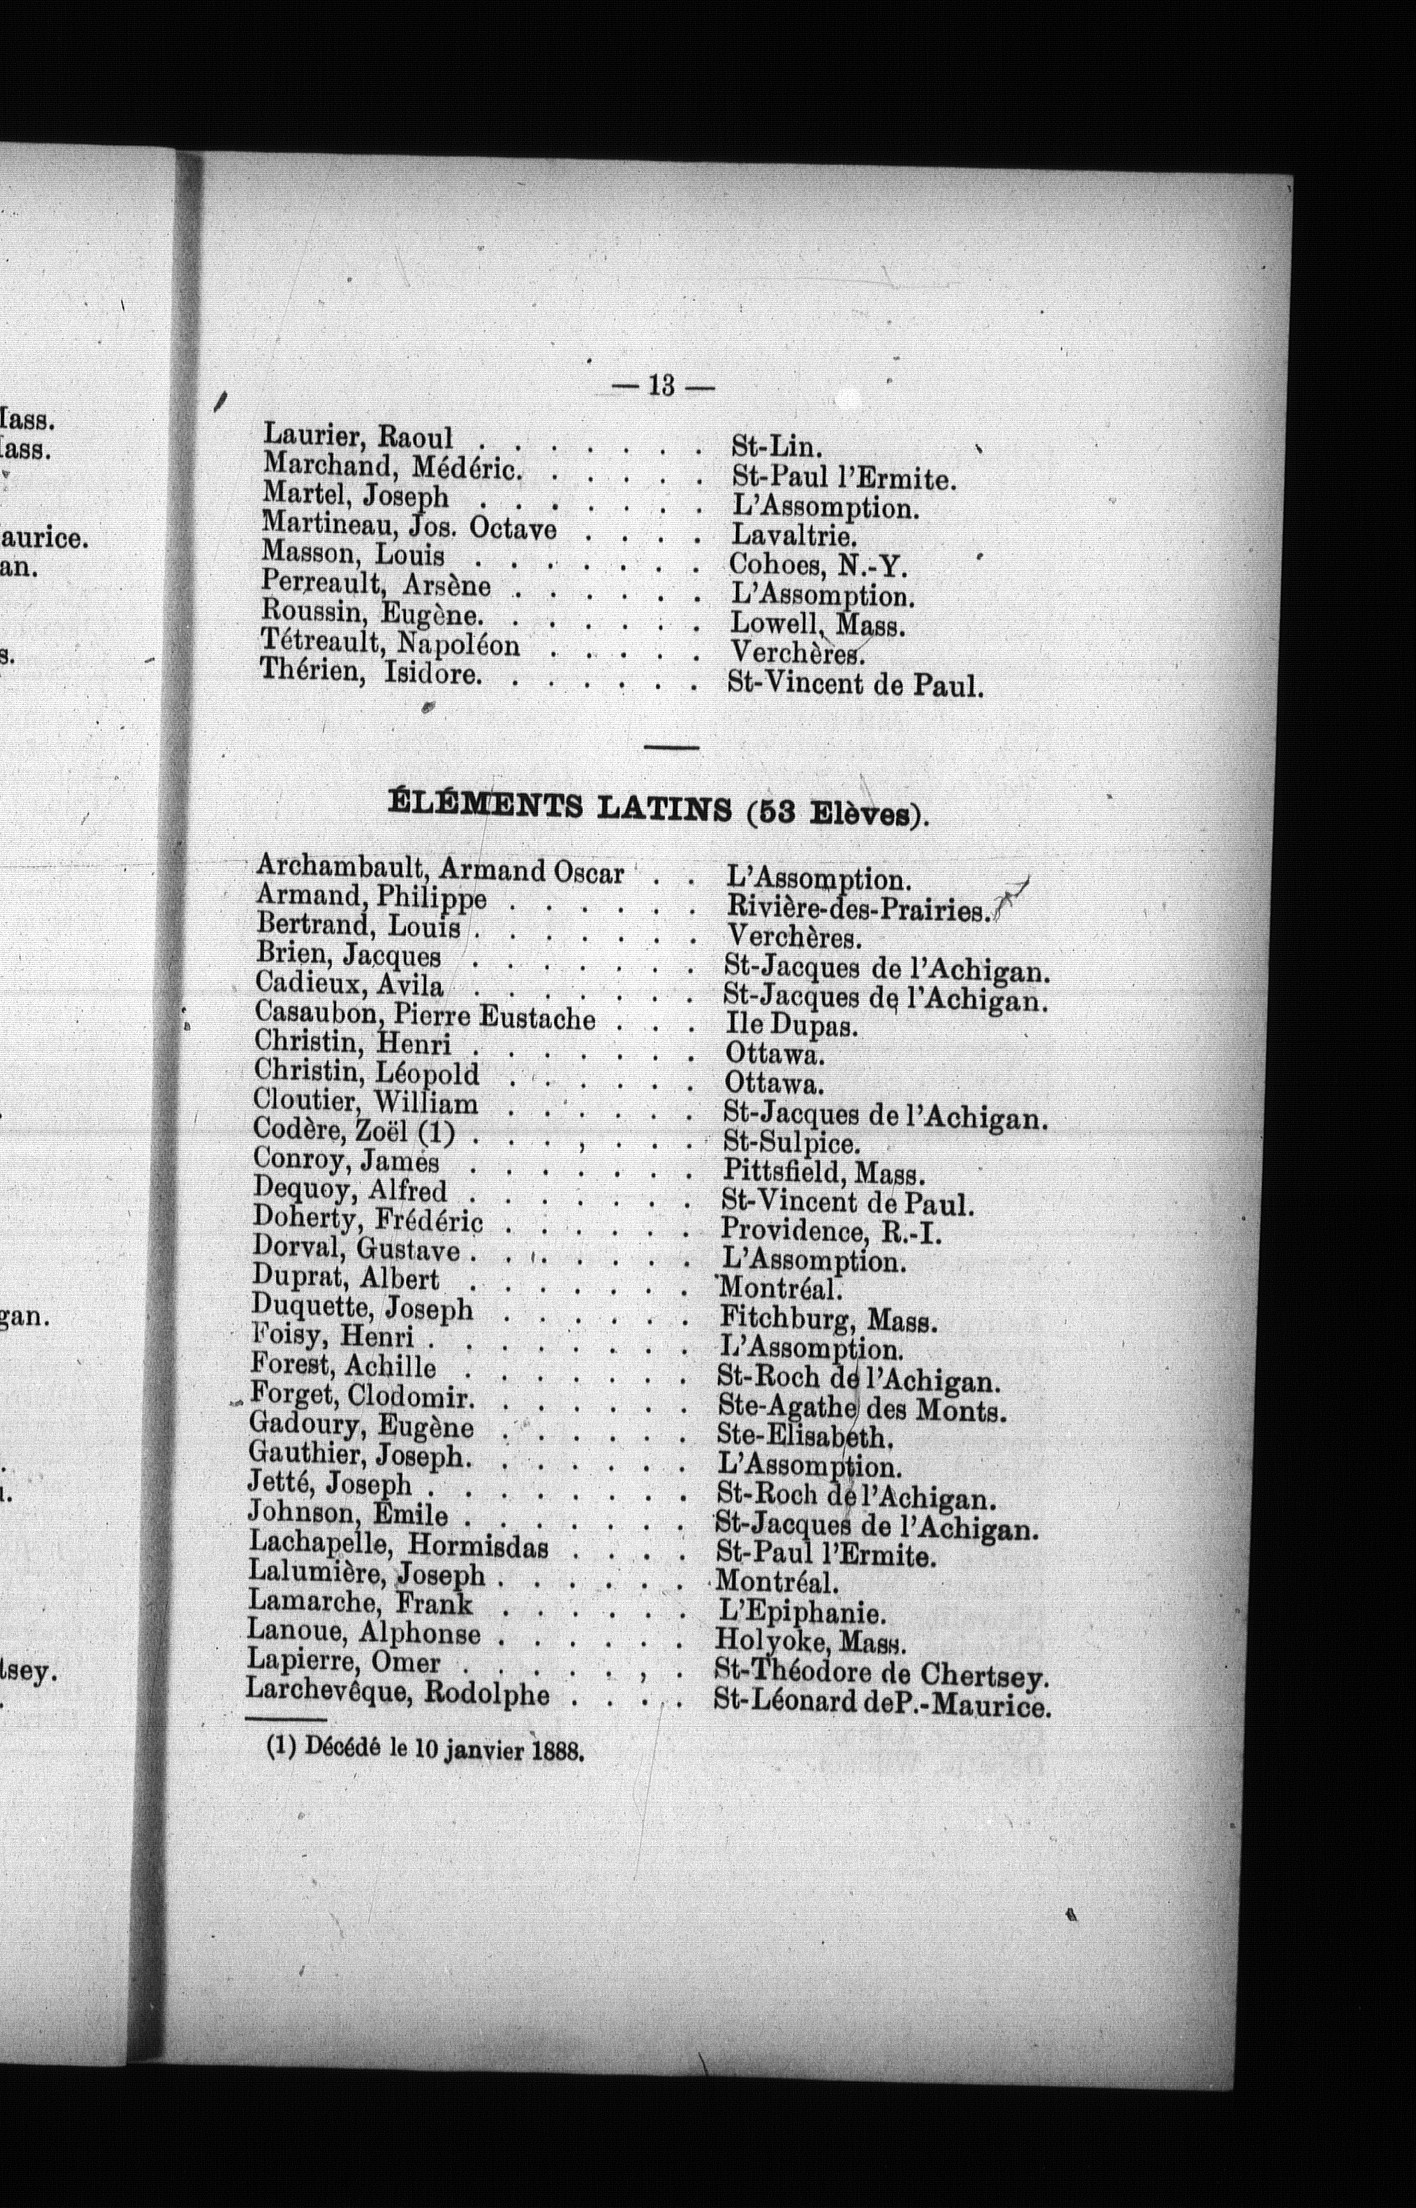 — 13 —
Laurier, Raoul . . . . . . . St-Lin.
Marchand, Médéric. . . . . . St-Paul l'Ermite.
Martel, Joseph . . . . . . . L'Assomption.
Martineau, Jos. Octave . . . . Lavaltrie.
Masson, Louis . . . . . . . Cohoes, N.-Y.
Perreault, Arsène . . . . . . L'Assomption.
Roussin, Eugène. . . . . . . Lowell, Mass.
Tétreault, Napoléon . . . . . Verchères.
Thérien, Isidore. . . . . . . St-Vincent de Paul.
ÉLÉMENTS LATINS (53 Elèves).
Archambault, Armand Oscar . . L'Assomption.
Armand, Philippe . . . . . . Rivière-des-Prairies.
Bertrand, Louis . . . . . . . Verchères.
Brien, Jacques . . . . . . . St-Jacques de l'Achigan.
Cadieux, Avila . . . . . . . St-Jacques de l'Achigan.
Casaubon, Pierre Eustache . . . Ile Dupas.
Christin, Henri . . . . . . . Ottawa.
Christin, Léopold . . . . . . Ottawa.
Cloutier, William . . . . . . St-Jacques de l'Achigan.
Codère, Zoël (1) . . . , . . . St-Sulpice.
Conroy, James . . . . . . . Pittsfield, Mass.
Dequoy, Alfred . . . . . . . St-Vincent de Paul.
Doherty, Frédéric . . . . . . Providence, R.-I.
Dorval, Gustave . . . . . . . L'Assomption.
Duprat, Albert . . . . . . . Montréal.
Duquette, Joseph . . . . . . Fitchburg, Mass.
Foisy, Henri . . . . . . . . L'Assomption.
Forest, Achille . . . . . . . St-Roch de l'Achigan.
Forget, Clodomir. . . . . . . Ste-Agathe des Monts.
Gadoury, Eugène . . . . . . Ste-Elisabeth.
Gauthier, Joseph. . . . . . . L'Assomption.
Jetté, Joseph . . . . . . . . St-Roch de l'Achigan.
Johnson, Émile . . . . . . . St-Jacques de l'Achigan.
Lachapelle, Hormisdas . . . . St-Paul l'Ermite.
Lalumière, Joseph . . . . . . Montréal.
Lamarche, Frank . . . . . . L'Epiphanie.
Lanoue, Alphonse . . . . . . Holyoke, Mass.
Lapierre, Omer . . . . . , . St-Théodore de Chertsey.
Larchevêque, Rodolphe . . . . St-Léonard deP.-Maurice.
(1) Décédé le 10 janvier 1888.